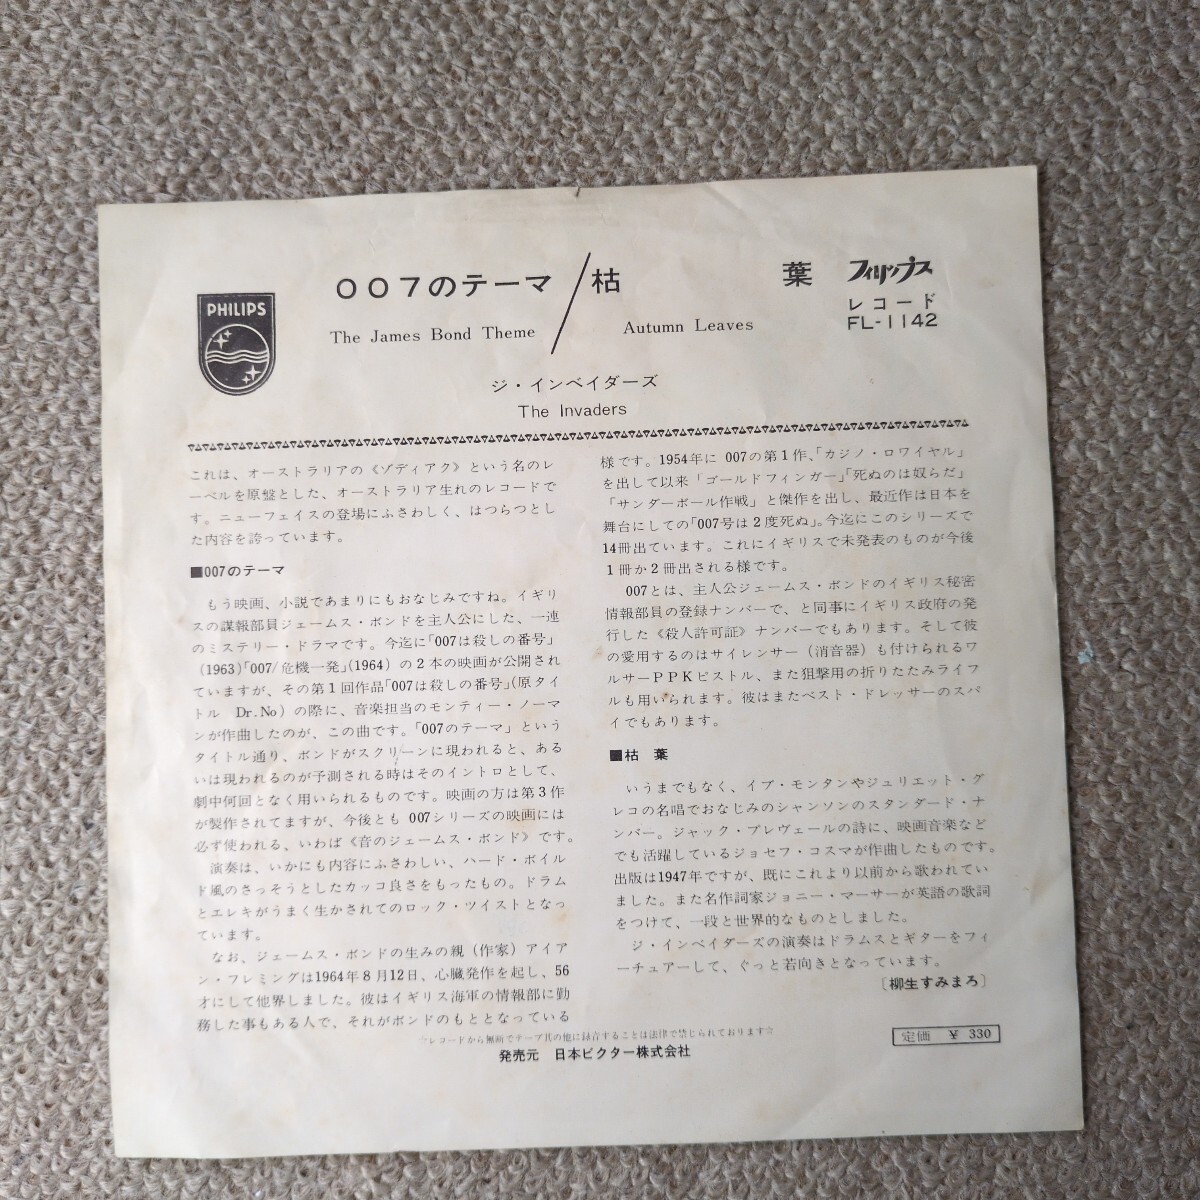 PHILIPS
007のテーマ／枯葉
The James Bond Theme
Autumn Leaves
フィリップス
レコード
FL-1142
ジ・インベイダーズ
The Invaders
これは、オーストラリアの《ゾディアク》という名のレ
ーベルを原盤とした、オーストラリア生れのレコードで
す。ニューフェイスの登場にふさわしく、はつらつとし
た内容を誇っています。
■007のテーマ
もう映画、小説であまりにもおなじみですね。イギリ
スの諜報部員ジェームス・ボンドを主人公にした、一連
のミステリー・ドラマです。今迄に「007は殺しの番号」
(1963)「007/危機一発」(1964) の2本の映画が公開され
ていますが、その第1回作品「007は殺しの番号」(原タイ
トル Dr.No) の際に、音楽担当のモンティー・ノーマ
ンが作曲したのが、この曲です。「007のテーマ」という
タイトル通り、ボンドがスクリーンに現われると、ある
いは現われるのが予測される時はそのイントロとして、
劇中何回となく用いられるものです。映画の方は第3作
が製作されてますが、今後とも 007シリーズの映画には
必ず使われる、いわば《音のジェームス・ボンド》です。
演奏は、いかにも内容にふさわしい、ハード・ボイル
ド風のさっそうとしたカッコ良さをもったもの。ドラム
とエレキがうまく生かされてのロック・ツイストとなっ
ています。
なお、ジェームス・ボンドの生みの親 (作家) アイア
ン・フレミングは1964年8月12日、心臓発作を起し、56
才にして他界しました。彼はイギリス海軍の情報部に勤
務した事もある人で、それがボンドのもととなっている
様です。1954年に 007の第1作、「カジノ・ロワイヤル」
を出して以来「ゴールドフィンガー」「死ぬのは奴らだ」
「サンダーボール作戦」と傑作を出し、最近作は日本を
舞台にしての「007号は2度死ぬ」。今迄にこのシリーズで
14冊出ています。これにイギリスで未発表のものが今後
1冊か2冊出される様です。
007とは、主人公ジェームス・ボンドのイギリス秘密
情報部員の登録ナンバーで、と同事にイギリス政府の発
行した《殺人許可証》ナンバーでもあります。そして彼
の愛用するのはサイレンサー (消音器) も付けられるワ
ルサーPPKピストル、また狙撃用の折りたたみライフ
ルも用いられます。彼はまたベスト・ドレッサーのスパ
イでもあります。
■枯 葉
いうまでもなく、イブ・モンタンやジュリエット・グ
レコの名唱でおなじみのシャンソンのスタンダード・ナ
ンバー。ジャック・プレヴェールの詩に、映画音楽など
でも活躍しているジョセフ・コスマが作曲したものです。
出版は1947年ですが、既にこれより以前から歌われてい
ました。また名作詞家ジョニー・マーサーが英語の歌詞
をつけて、一段と世界的なものとしました。
ジ・インベイダーズの演奏はドラムスとギターをフィ
ーチュアーして、ぐっと若向きとなっています。
〔柳生すみまろ〕
☆レコードから無断でテープ其の他に録音することは法律で禁じられております☆
発売元 日本ビクター株式会社
定価 ¥ 330